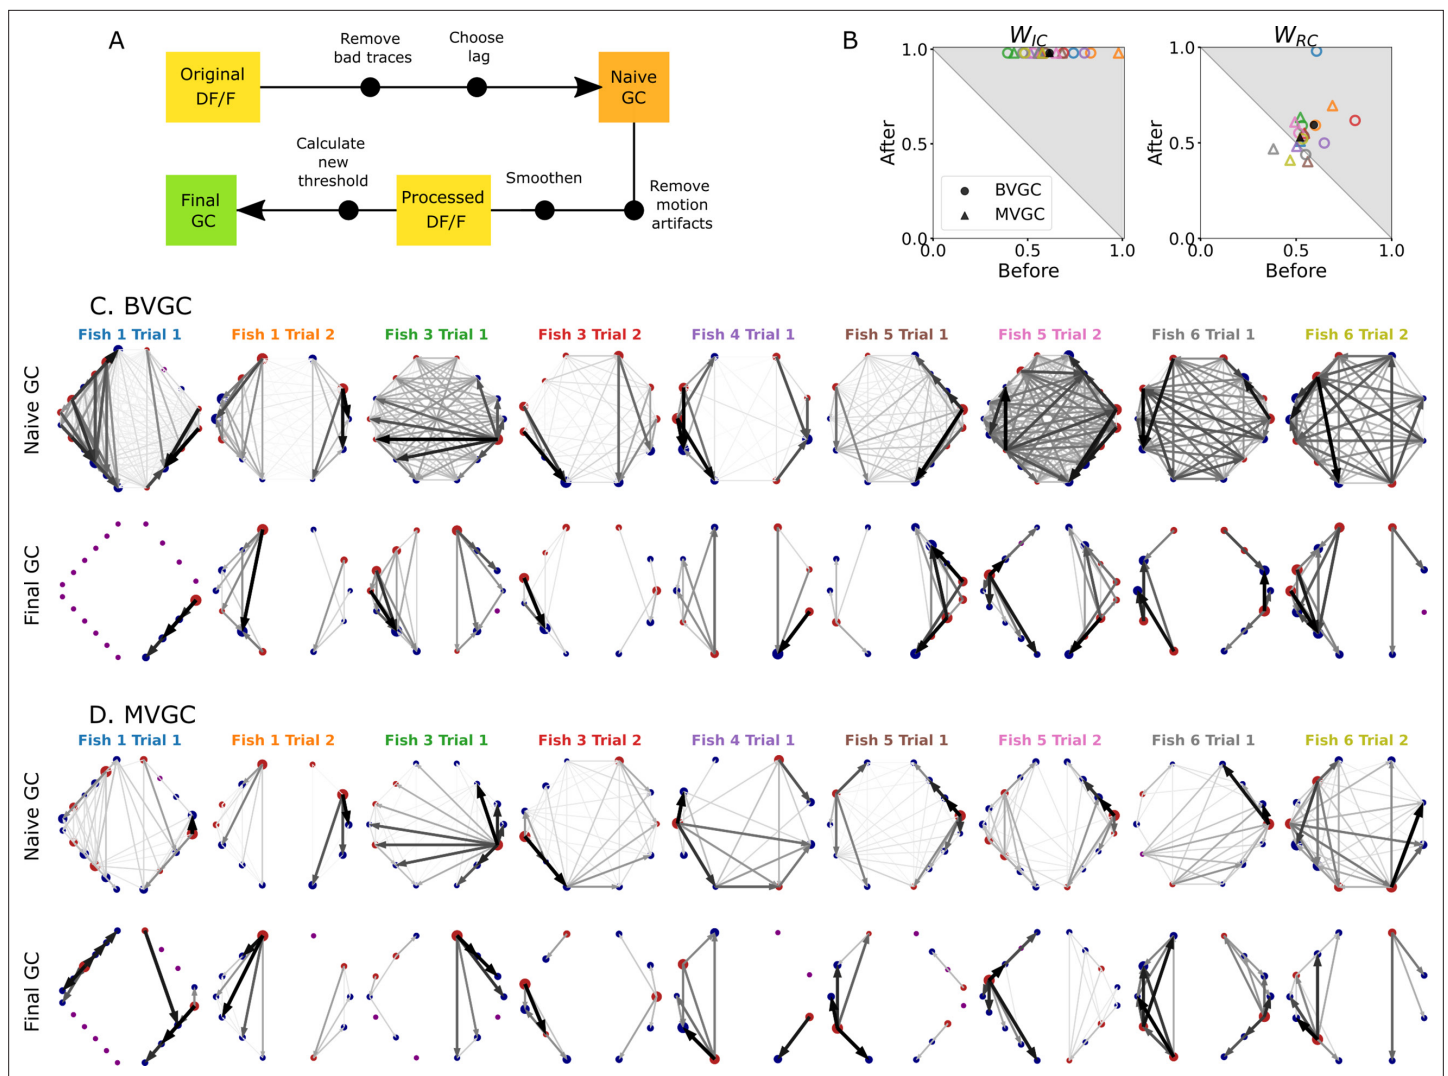 A
Remove
bad traces
Choose
lag
Original
DF/F
Naive
GC
Calculate
new
threshold
Smoothen
Remove
motion
artifacts
Final
GC
Processed
DF/F
B
W_IC
W_RC
1.0
0.5
0.0
After
BVGC
MVGC
0.0
0.5
1.0
Before
1.0
0.5
0.0
After
0.0
0.5
1.0
Before
C. BVGC
Fish 1 Trial 1
Fish 1 Trial 2
Fish 3 Trial 1
Fish 3 Trial 2
Fish 4 Trial 1
Fish 5 Trial 1
Fish 5 Trial 2
Fish 6 Trial 1
Fish 6 Trial 2
Naive GC
Final GC
D. MVGC
Fish 1 Trial 1
Fish 1 Trial 2
Fish 3 Trial 1
Fish 3 Trial 2
Fish 4 Trial 1
Fish 5 Trial 1
Fish 5 Trial 2
Fish 6 Trial 1
Fish 6 Trial 2
Naive GC
Final GC